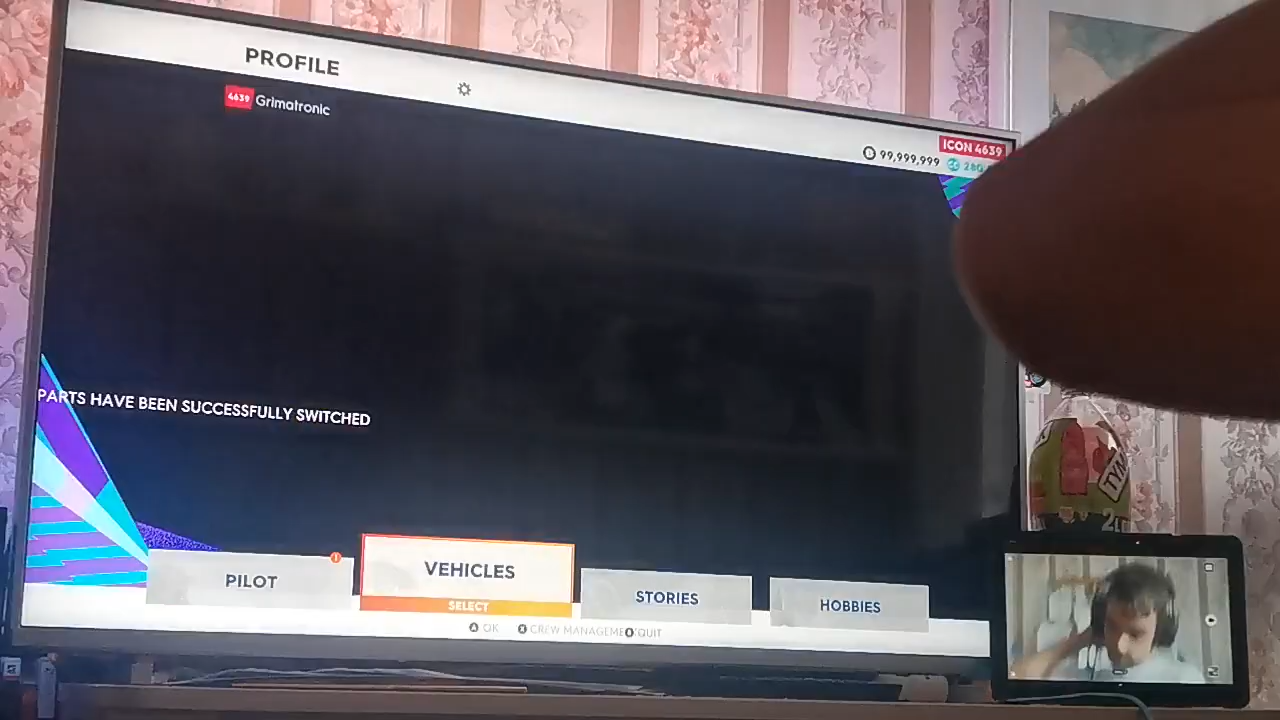 PROFILE
4639 Grimatronic
ICON 4639
99,999,999
PARTS HAVE BEEN SUCCESSFULLY SWITCHED
PILOT
VEHICLES
SELECT
STORIES
HOBBIES
A OK
X CREW MANAGEME
QUIT